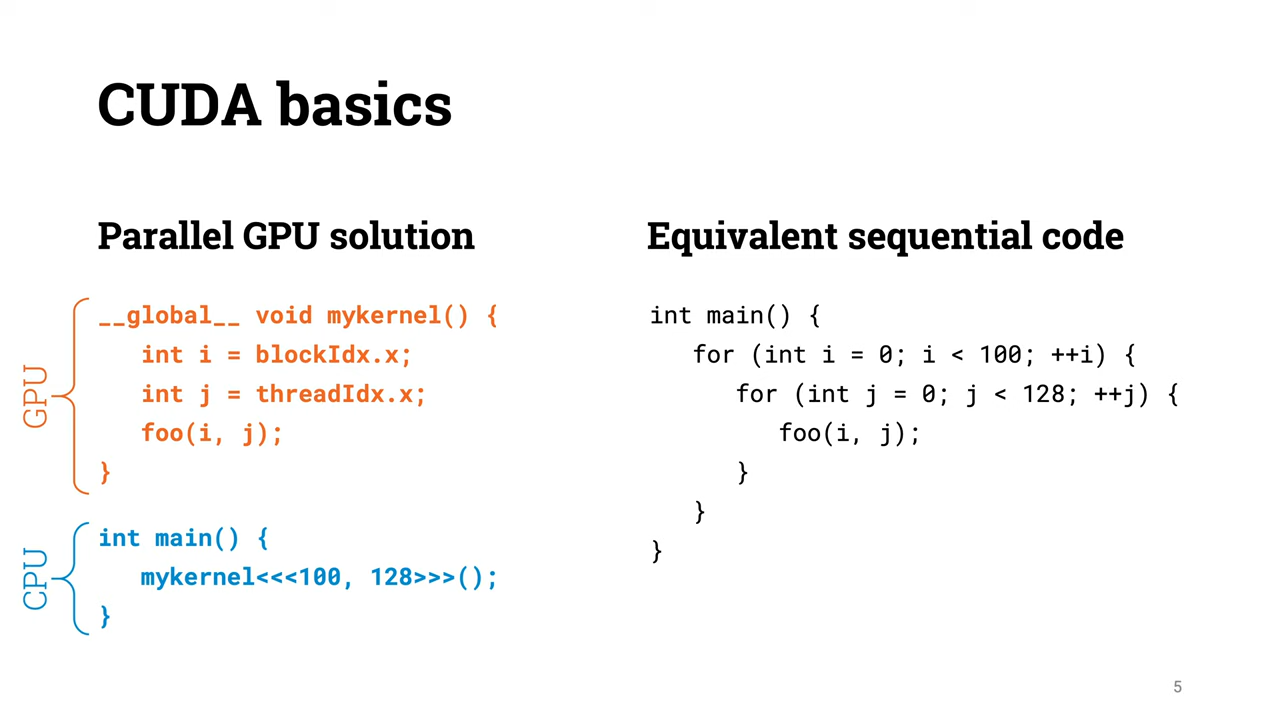 CUDA basics
Parallel GPU solution
GPU
__global__ void mykernel() {
   int i = blockIdx.x;
   int j = threadIdx.x;
   foo(i, j);
}
CPU
int main() {
   mykernel<<<100, 128>>>();
}
Equivalent sequential code
int main() {
   for (int i = 0; i < 100; ++i) {
      for (int j = 0; j < 128; ++j) {
         foo(i, j);
      }
   }
}
5